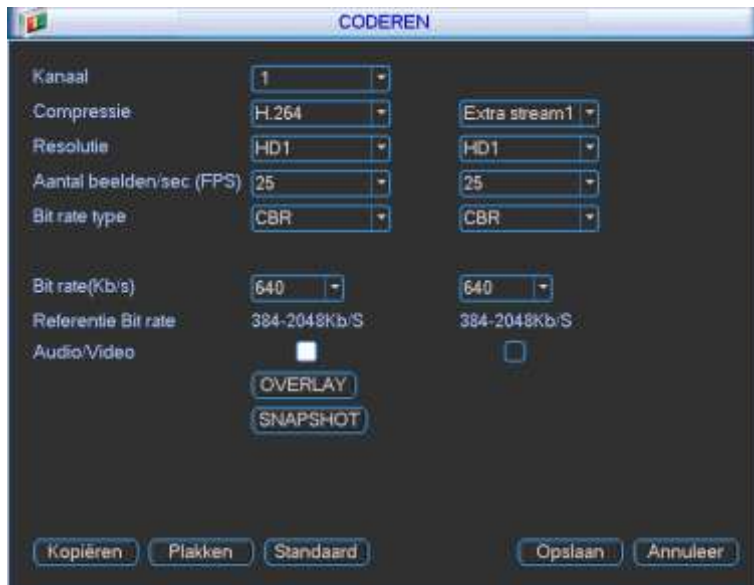 CODEREN
Kanaal 1
Compressie H.264 Extra stream1
Resolutie HD1 HD1
Aantal beelden/sec (FPS) 25 25
Bit rate type CBR CBR
Bit rate(Kb/s) 640 640
Referentie Bit rate 384-2048Kb/S 384-2048Kb/S
Audio/Video
OVERLAY
SNAPSHOT
Kopiëren Plakken Standaard Opslaan Annuleer